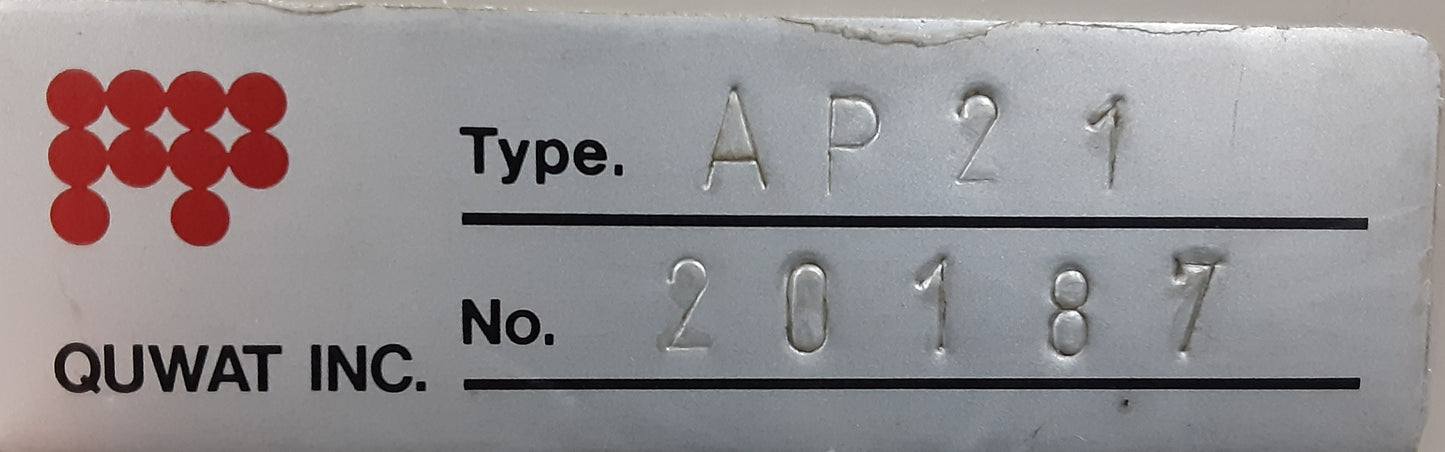 Type. AP21
No. 20187
QUWAT INC.